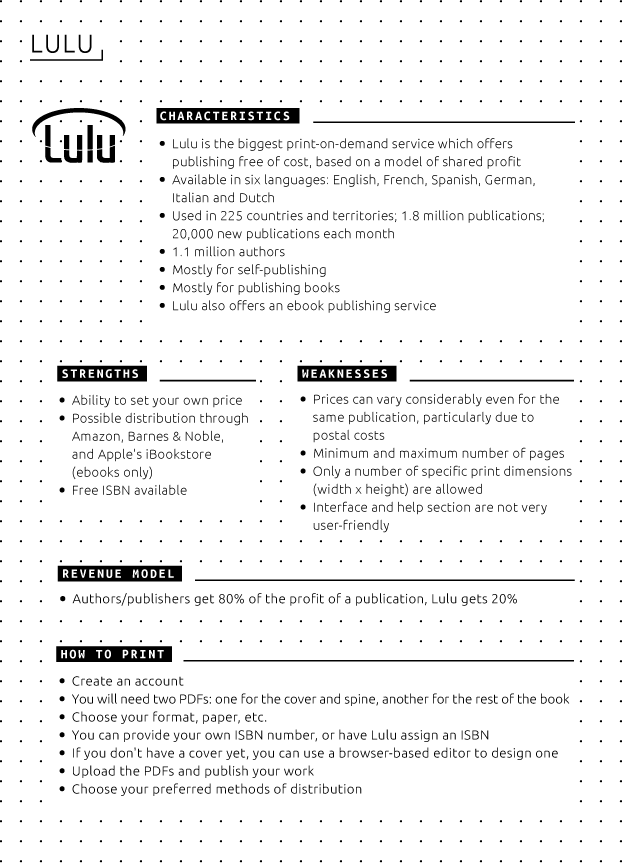 LULU
Lulu
CHARACTERISTICS
• Lulu is the biggest print-on-demand service which offers
publishing free of cost, based on a model of shared profit
• Available in six languages: English, French, Spanish, German,
Italian and Dutch
• Used in 225 countries and territories; 1.8 million publications;
20,000 new publications each month
• 1.1 million authors
• Mostly for self-publishing
• Mostly for publishing books
• Lulu also offers an ebook publishing service
STRENGTHS
• Ability to set your own price
• Possible distribution through
Amazon, Barnes & Noble,
and Apple's iBookstore
(ebooks only)
• Free ISBN available
WEAKNESSES
• Prices can vary considerably even for the
same publication, particularly due to
postal costs
• Minimum and maximum number of pages
• Only a number of specific print dimensions
(width x height) are allowed
• Interface and help section are not very
user-friendly
REVENUE MODEL
• Authors/publishers get 80% of the profit of a publication, Lulu gets 20%
HOW TO PRINT
• Create an account
• You will need two PDFs: one for the cover and spine, another for the rest of the book
• Choose your format, paper, etc.
• You can provide your own ISBN number, or have Lulu assign an ISBN
• If you don't have a cover yet, you can use a browser-based editor to design one
• Upload the PDFs and publish your work
• Choose your preferred methods of distribution